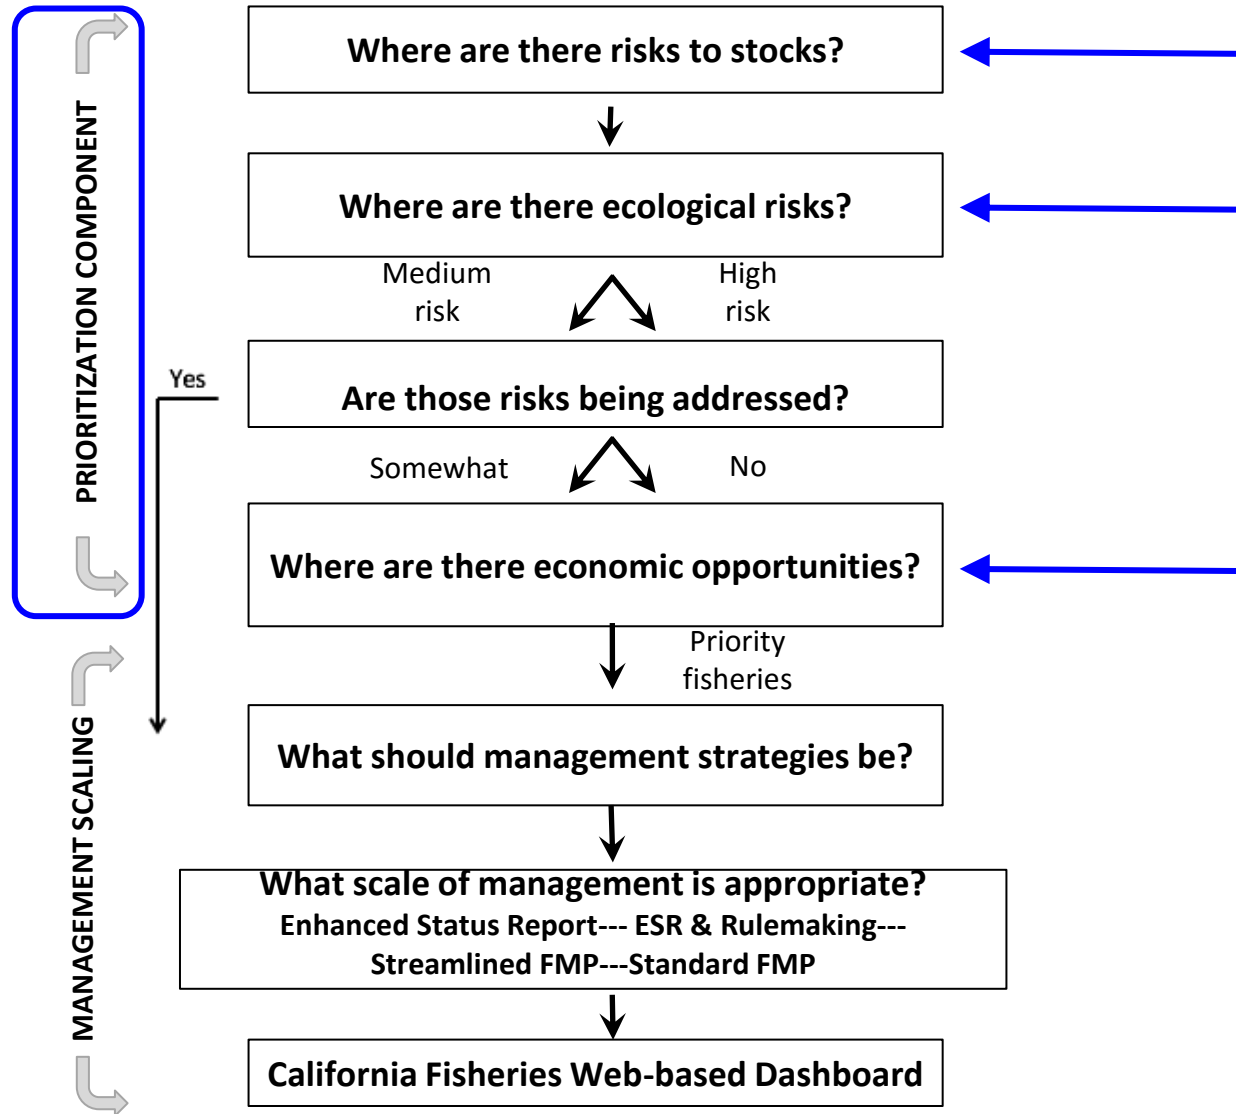 PRIORITIZATION COMPONENT
Where are there risks to stocks?
Where are there ecological risks?
Medium
risk
High
risk
Yes
Are those risks being addressed?
Somewhat
No
Where are there economic opportunities?
Priority
fisheries
MANAGEMENT SCALING
What should management strategies be?
What scale of management is appropriate?
Enhanced Status Report--- ESR & Rulemaking---
Streamlined FMP---Standard FMP
California Fisheries Web-based Dashboard